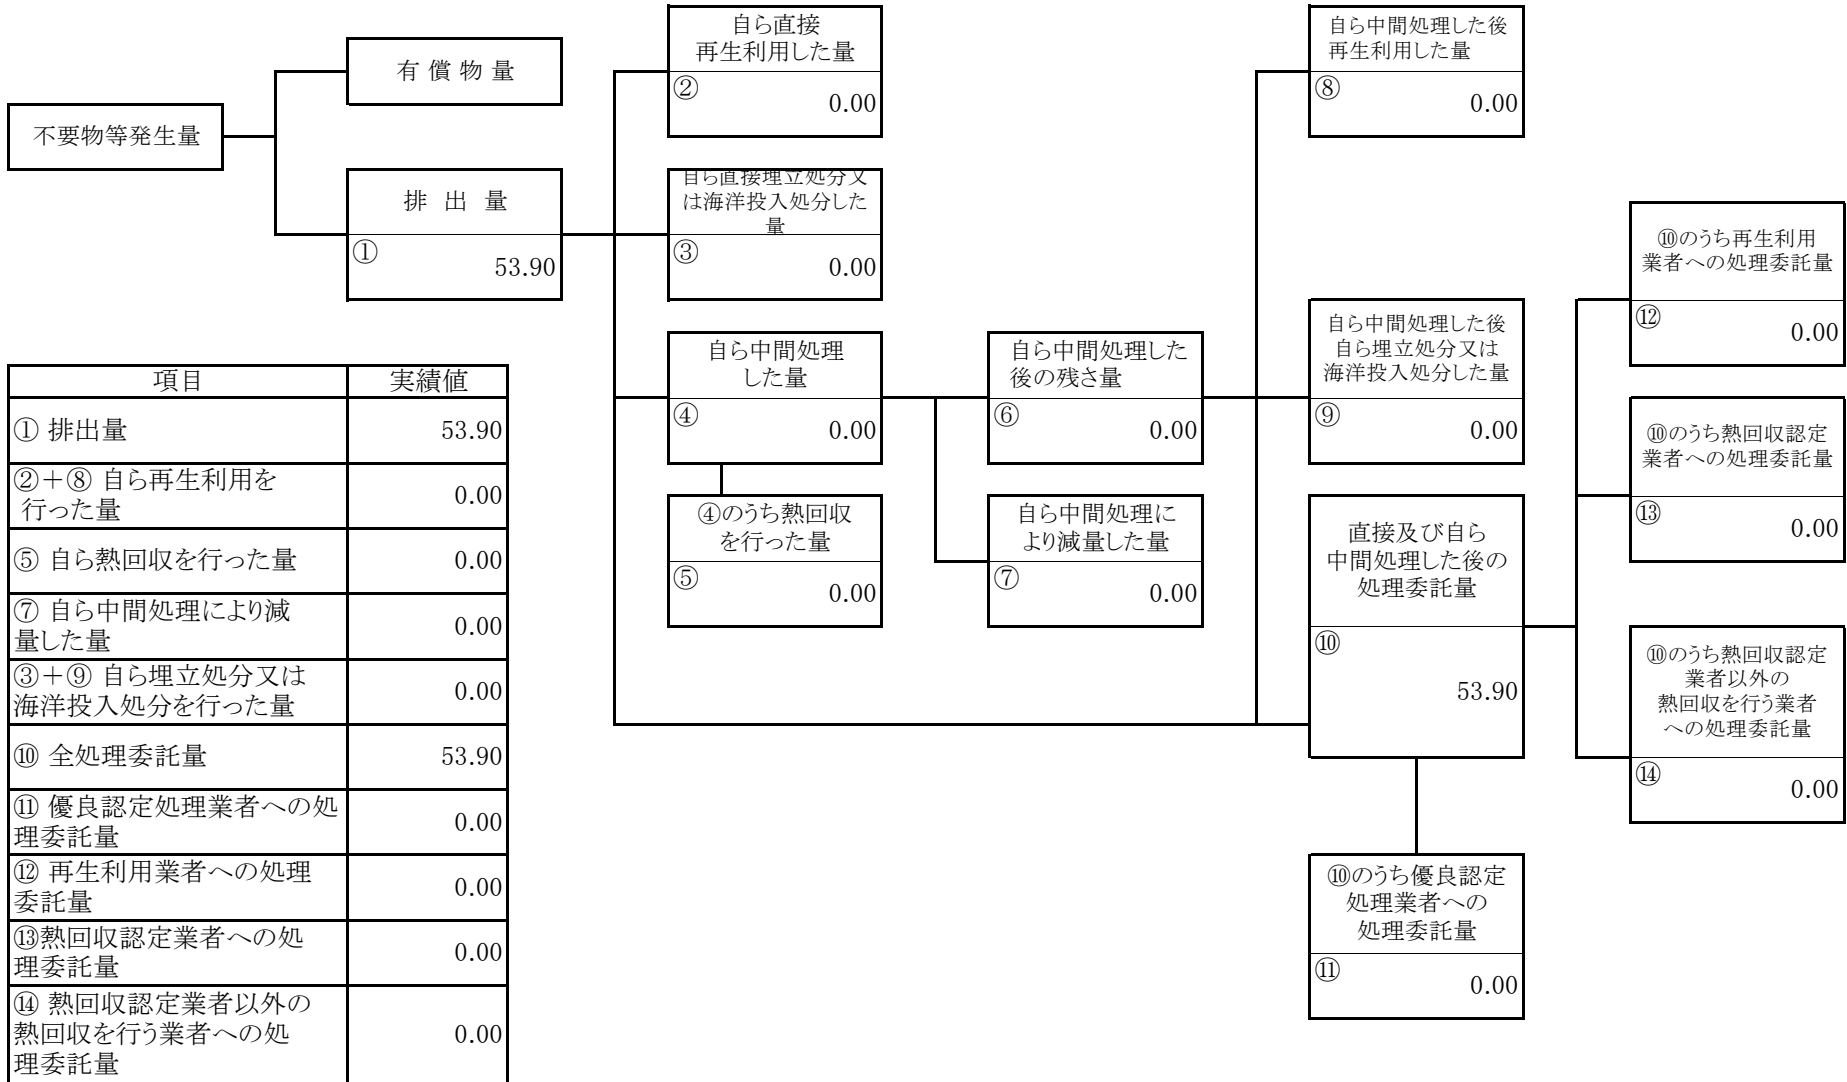 自ら直接
再生利用した量
②
0.00
自ら中間処理した後
再生利用した量
⑧
0.00
有 償 物 量
不要物等発生量
排 出 量
①
53.90
自ら直接埋立処分又
は海洋投入処分した
量
③
0.00
⑩のうち再生利用
業者への処理委託量
⑫
0.00
自ら中間処理
した量
④
0.00
自ら中間処理した
後の残さ量
⑥
0.00
自ら中間処理した後
自ら埋立処分又は
海洋投入処分した量
⑨
0.00
⑩のうち熱回収認定
業者への処理委託量
⑬
0.00
④のうち熱回収
を行った量
⑤
0.00
自ら中間処理に
より減量した量
⑦
0.00
直接及び自ら
中間処理した後の
処理委託量
⑩
53.90
⑩のうち熱回収認定
業者以外の
熱回収を行う業者
への処理委託量
⑭
0.00
⑩のうち優良認定
処理業者への
処理委託量
⑪
0.00
項目 実績値
① 排出量 53.90
②＋⑧ 自ら再生利用を
行った量 0.00
⑤ 自ら熱回収を行った量 0.00
⑦ 自ら中間処理により減
量した量 0.00
③＋⑨ 自ら埋立処分又は
海洋投入処分を行った量 0.00
⑩ 全処理委託量 53.90
⑪ 優良認定処理業者への処
理委託量 0.00
⑫ 再生利用業者への処理
委託量 0.00
⑬熱回収認定業者への処
理委託量 0.00
⑭ 熱回収認定業者以外の
熱回収を行う業者への処
理委託量 0.00